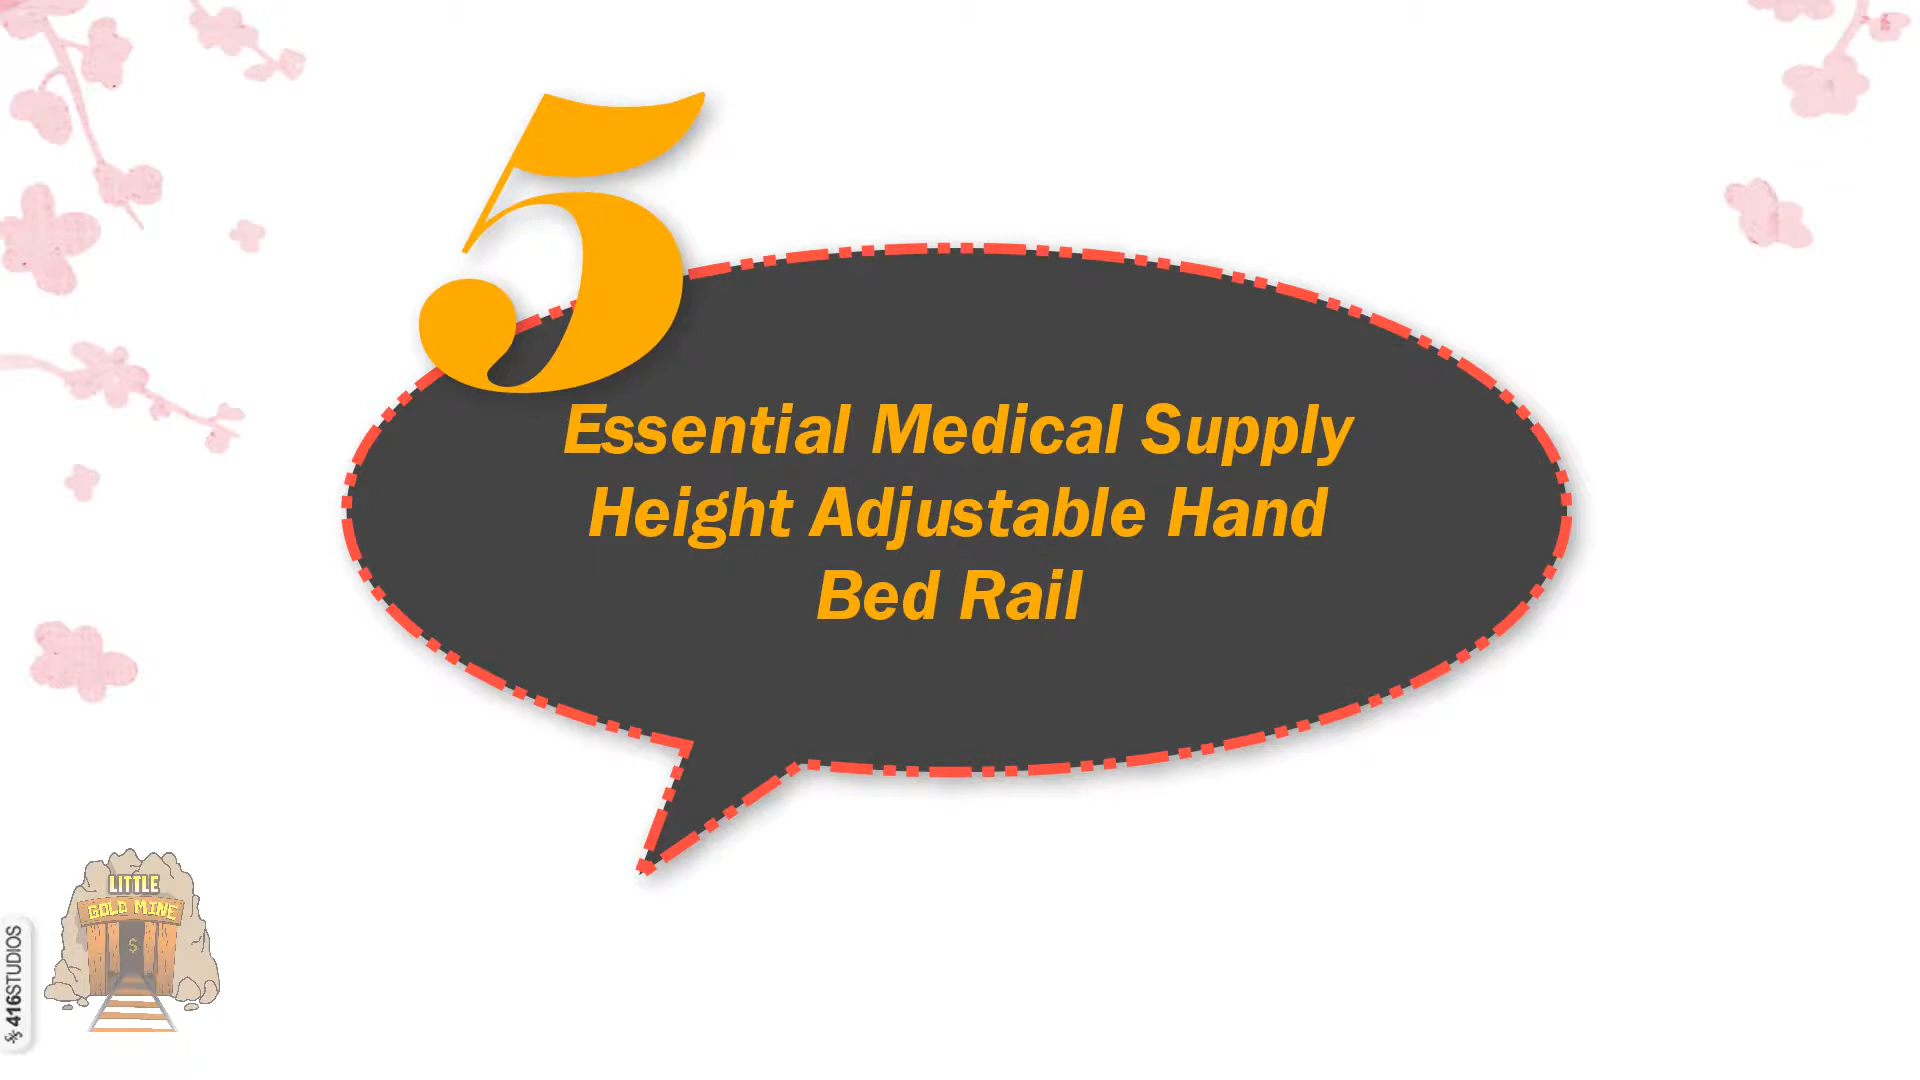 5
Essential Medical Supply
Height Adjustable Hand
Bed Rail
LITTLE
GOLD MINE
$
416STUDIOS